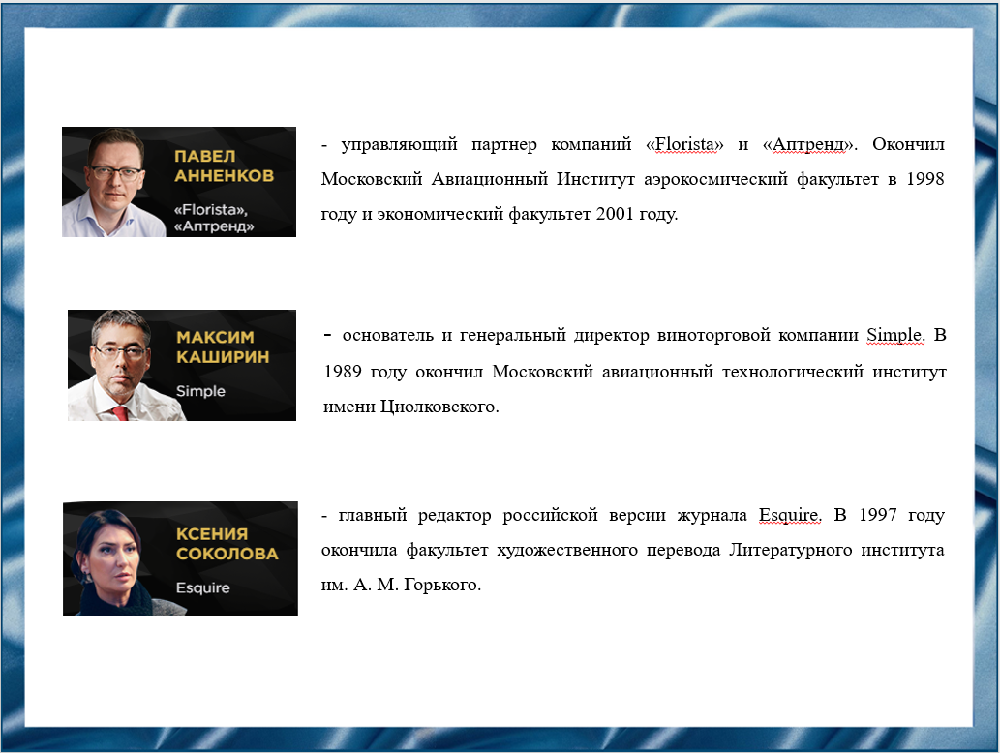 ПАВЕЛ
АННЕНКОВ
«Florista»,
«Аптренд»
- управляющий партнер компаний «Florista» и «Аптренд». Окончил
Московский Авиационный Институт аэрокосмический факультет в 1998
году и экономический факультет 2001 году.
МАКСИМ
КАШИРИН
Simple
- основатель и генеральный директор виноторговой компании Simple. В
1989 году окончил Московский авиационный технологический институт
имени Циолковского.
КСЕНИЯ
СОКОЛОВА
Esquire
- главный редактор российской версии журнала Esquire. В 1997 году
окончила факультет художественного перевода Литературного института
им. А. М. Горького.